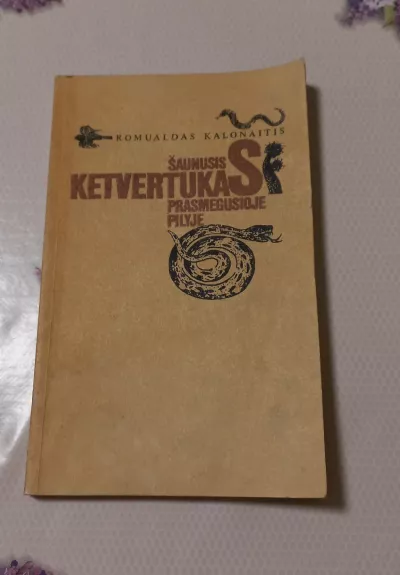 ROMUALDAS KALONAITIS
ŠAUNUSIS
KETVERTUKAS
PRASMEGUSIOJE
PILYJE